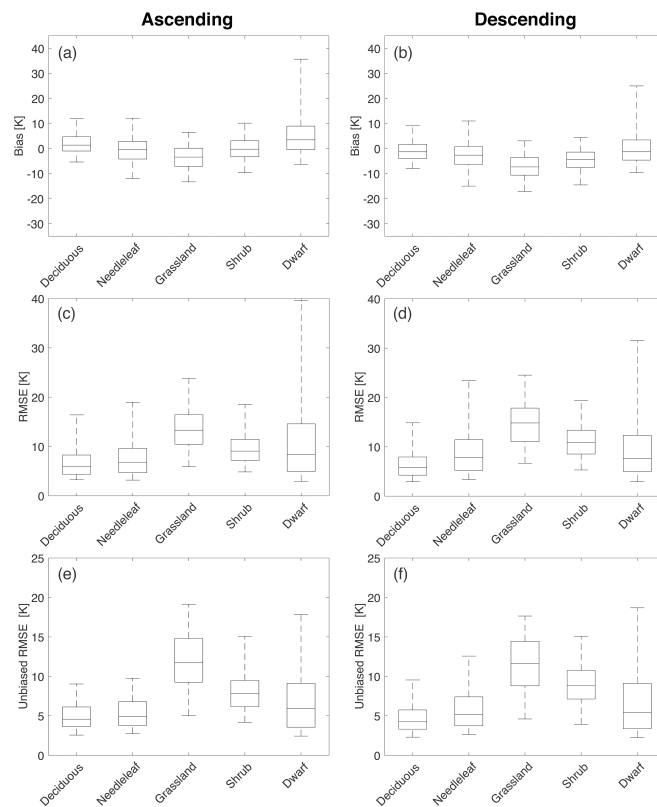 Ascending
Descending
(a)
Bias [K]
40
30
20
10
0
-10
-20
-30
Deciduous
Needleleaf
Grassland
Shrub
Dwarf
(b)
Bias [K]
40
30
20
10
0
-10
-20
-30
Deciduous
Needleleaf
Grassland
Shrub
Dwarf
(c)
RMSE [K]
40
30
20
10
0
Deciduous
Needleleaf
Grassland
Shrub
Dwarf
(d)
RMSE [K]
40
30
20
10
0
Deciduous
Needleleaf
Grassland
Shrub
Dwarf
(e)
Unbiased RMSE [K]
25
20
15
10
5
0
Deciduous
Needleleaf
Grassland
Shrub
Dwarf
(f)
Unbiased RMSE [K]
25
20
15
10
5
0
Deciduous
Needleleaf
Grassland
Shrub
Dwarf